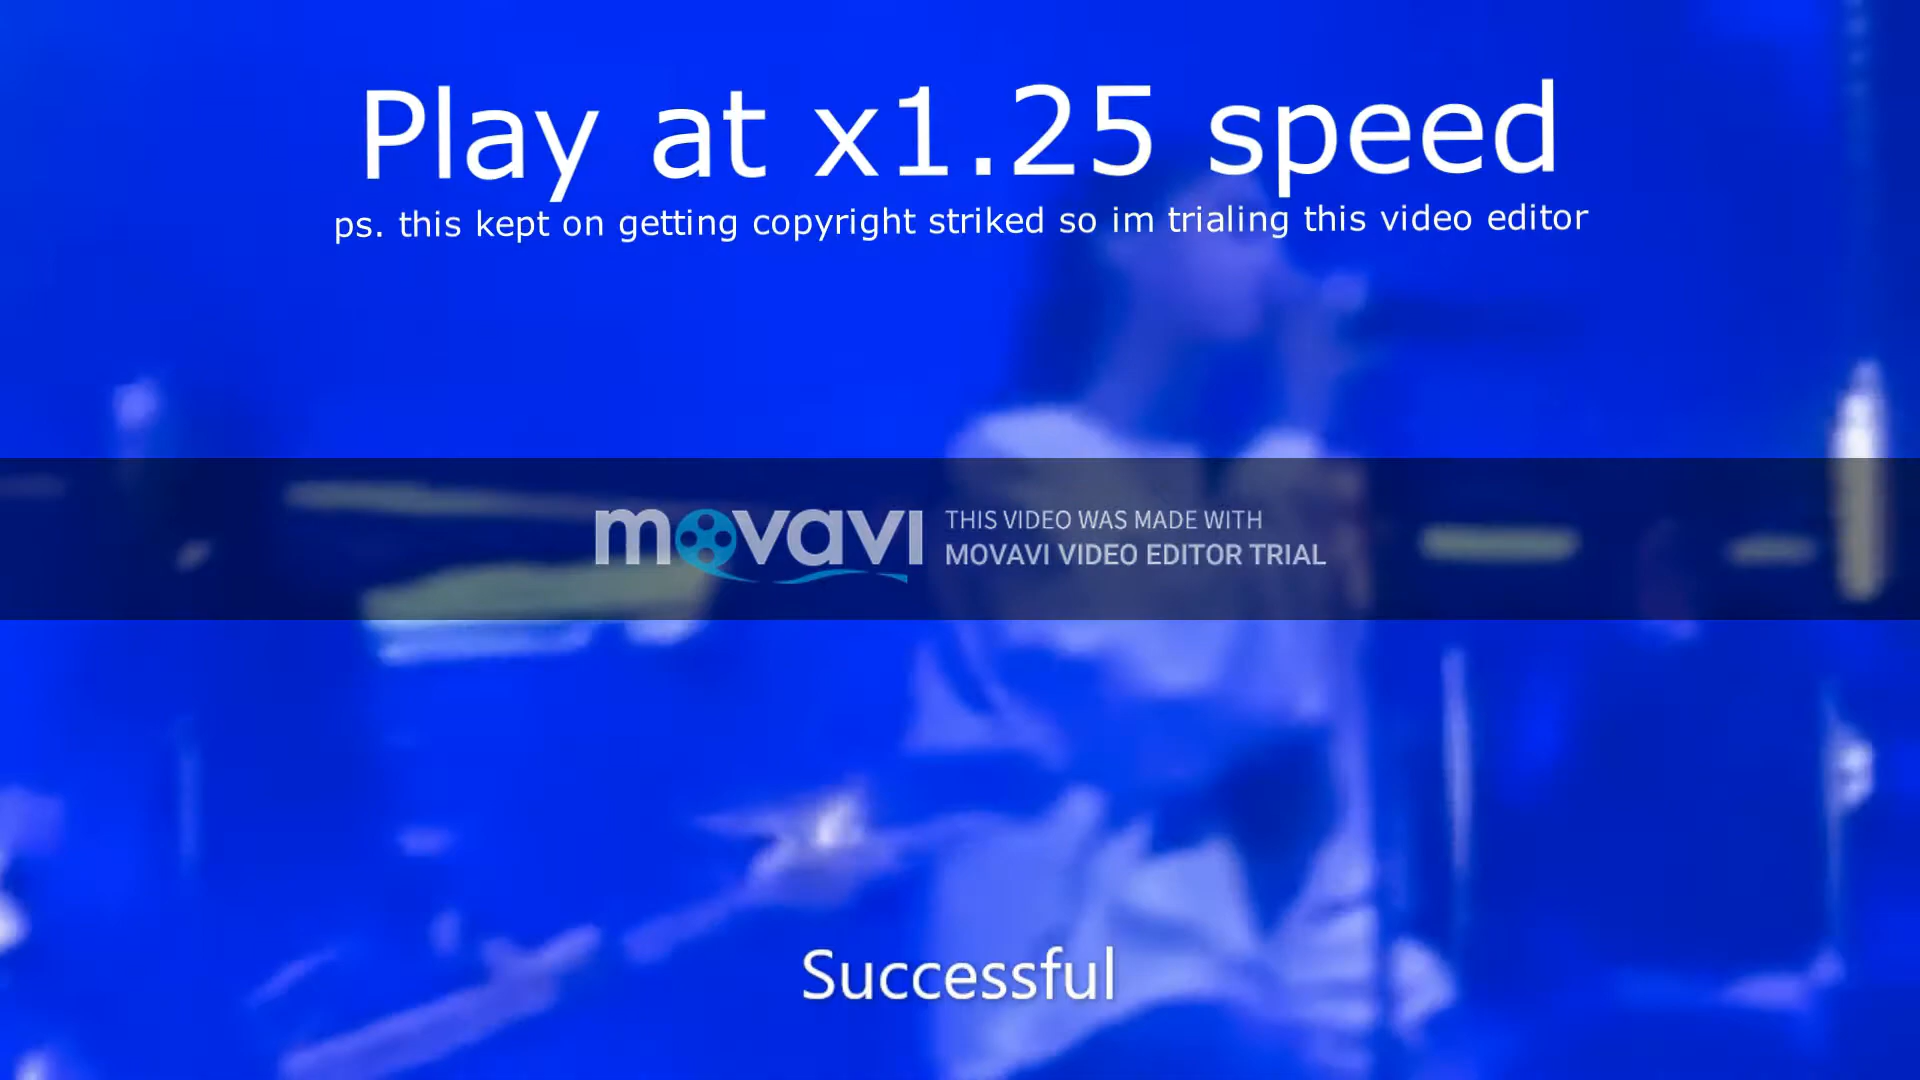 Play at x1.25 speed
ps. this kept on getting copyright striked so im trialing this video editor
movavi
THIS VIDEO WAS MADE WITH
MOVAVI VIDEO EDITOR TRIAL
Successful